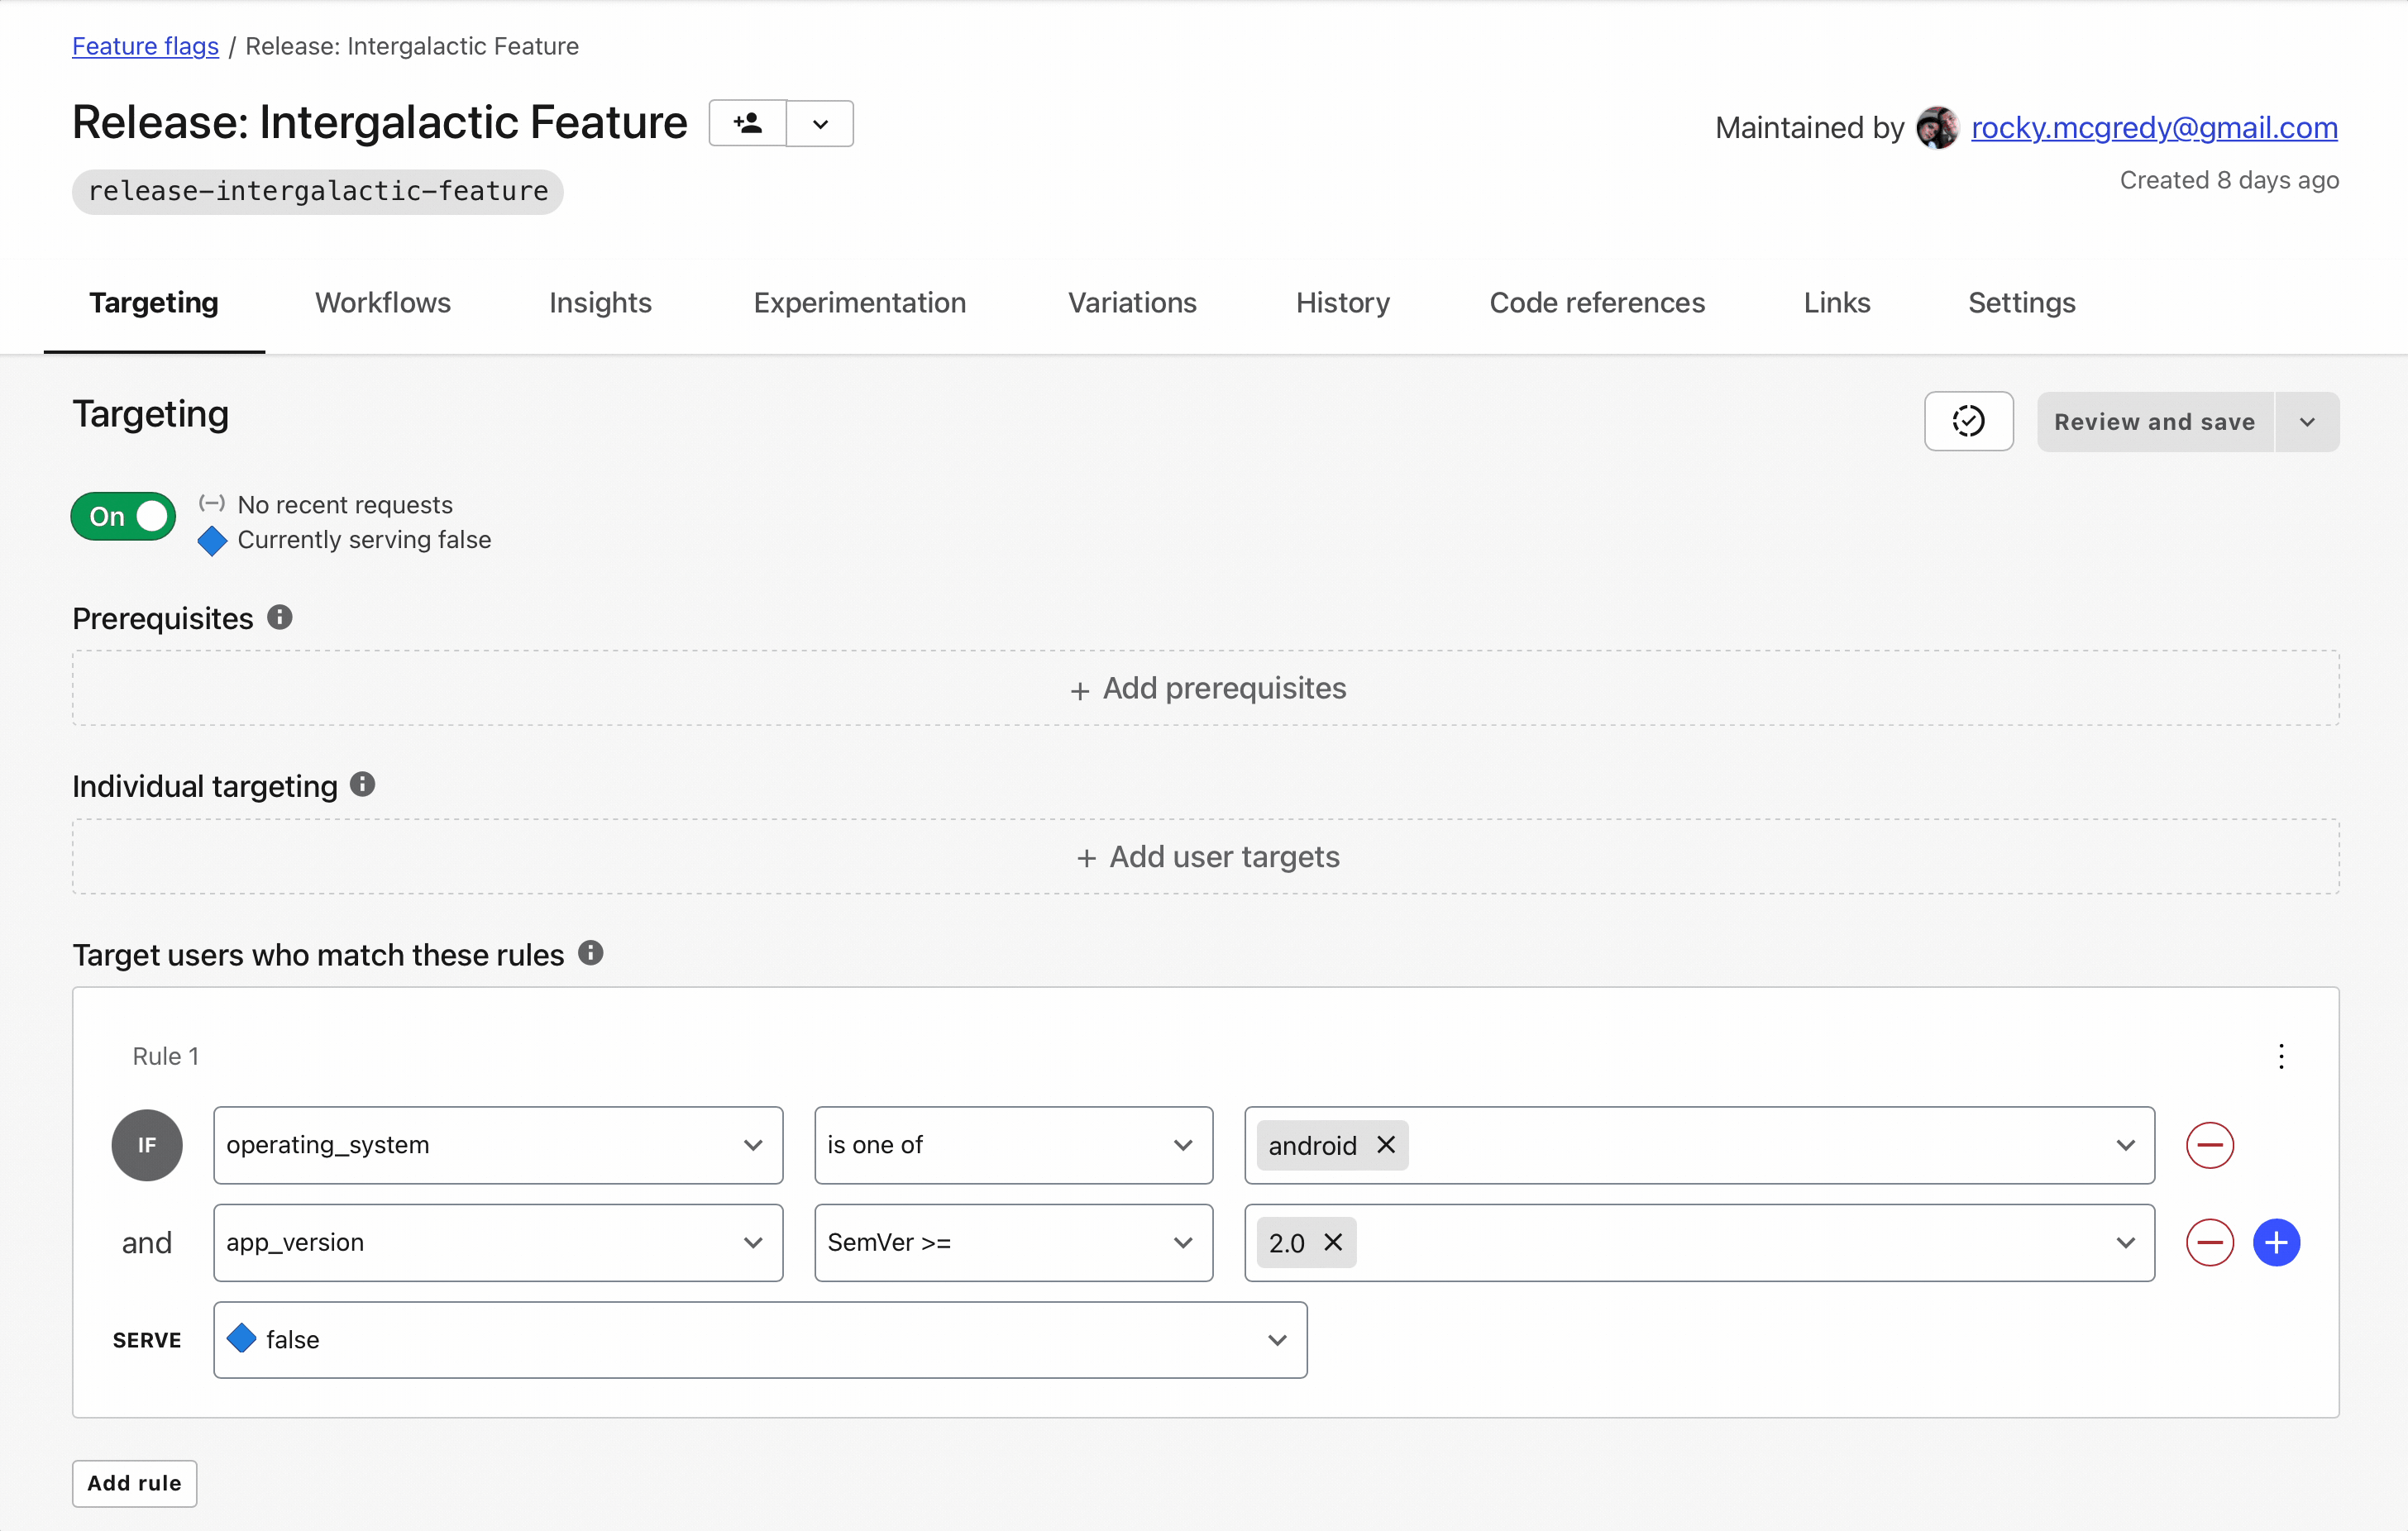 Feature flags / Release: Intergalactic Feature
Release: Intergalactic Feature
Maintained by rocky.mcgredy@gmail.com
release-intergalactic-feature
Created 8 days ago
Targeting Workflows Insights Experimentation Variations History Code references Links Settings
Targeting
Review and save
On
No recent requests
Currently serving false
Prerequisites
+ Add prerequisites
Individual targeting
+ Add user targets
Target users who match these rules
Rule 1
IF operating_system is one of android
and app_version SemVer >= 2.0
SERVE false
Add rule